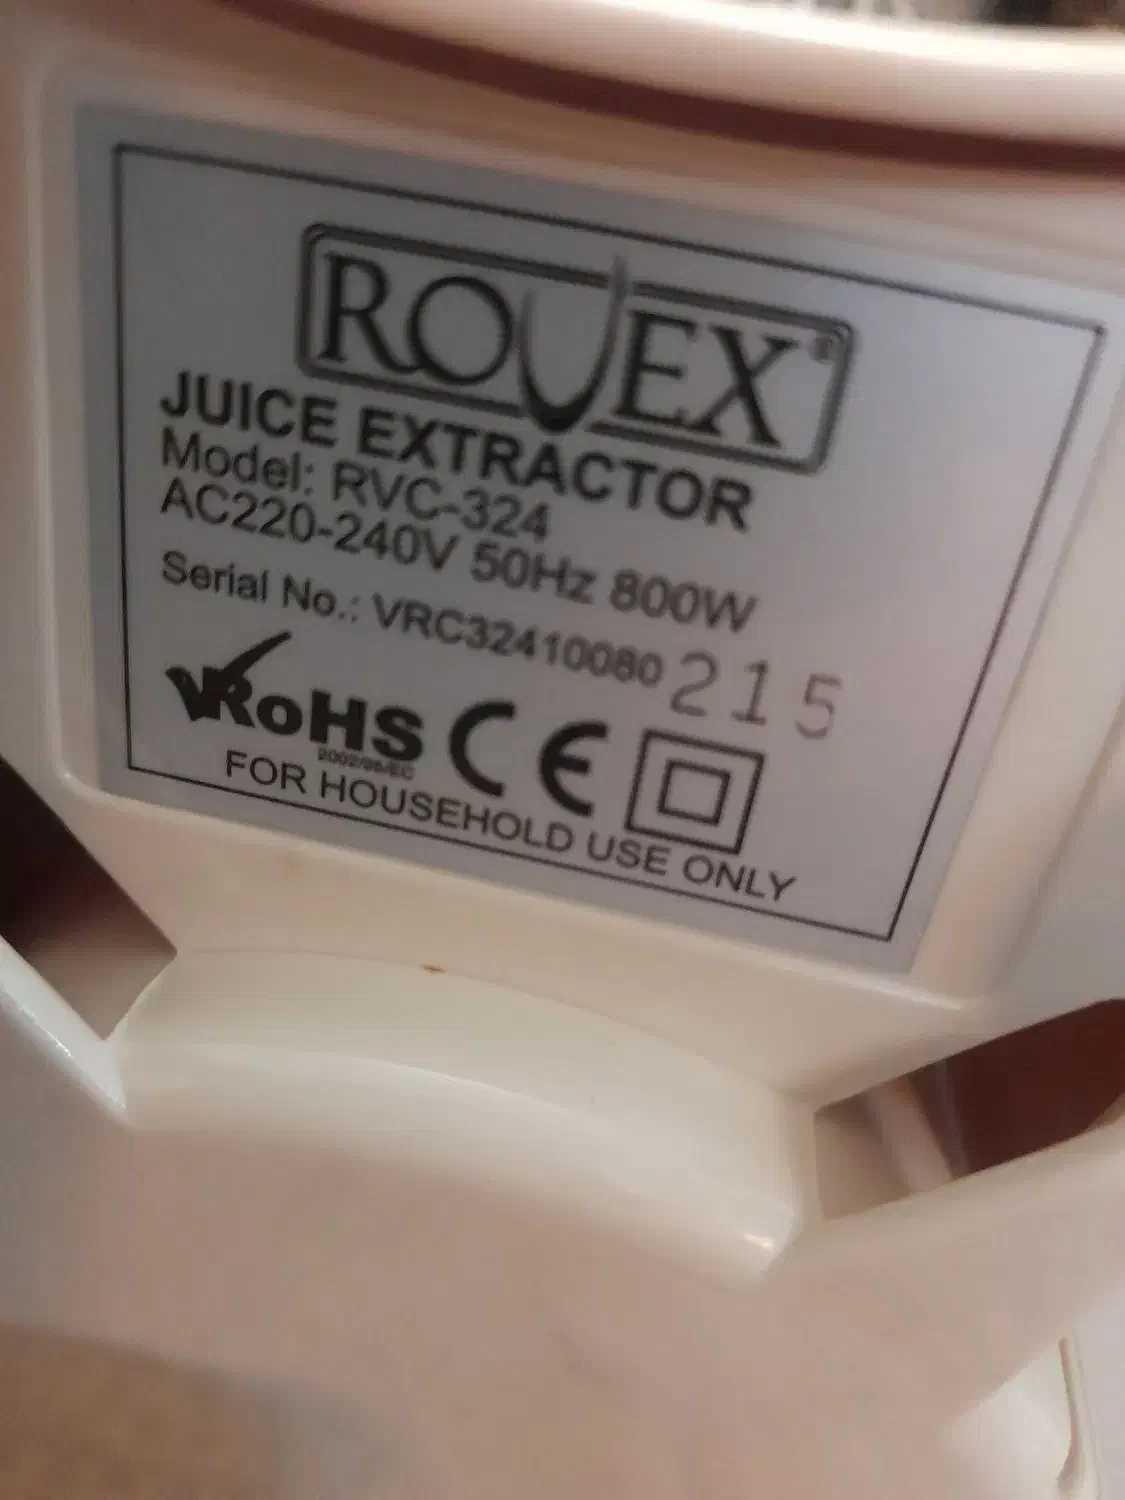 ROVEX®
JUICE EXTRACTOR
Model: RVC-324
AC220-240V 50Hz 800W
Serial No.: VRC32410080 215
RoHS CE
2002/95/EC
FOR HOUSEHOLD USE ONLY